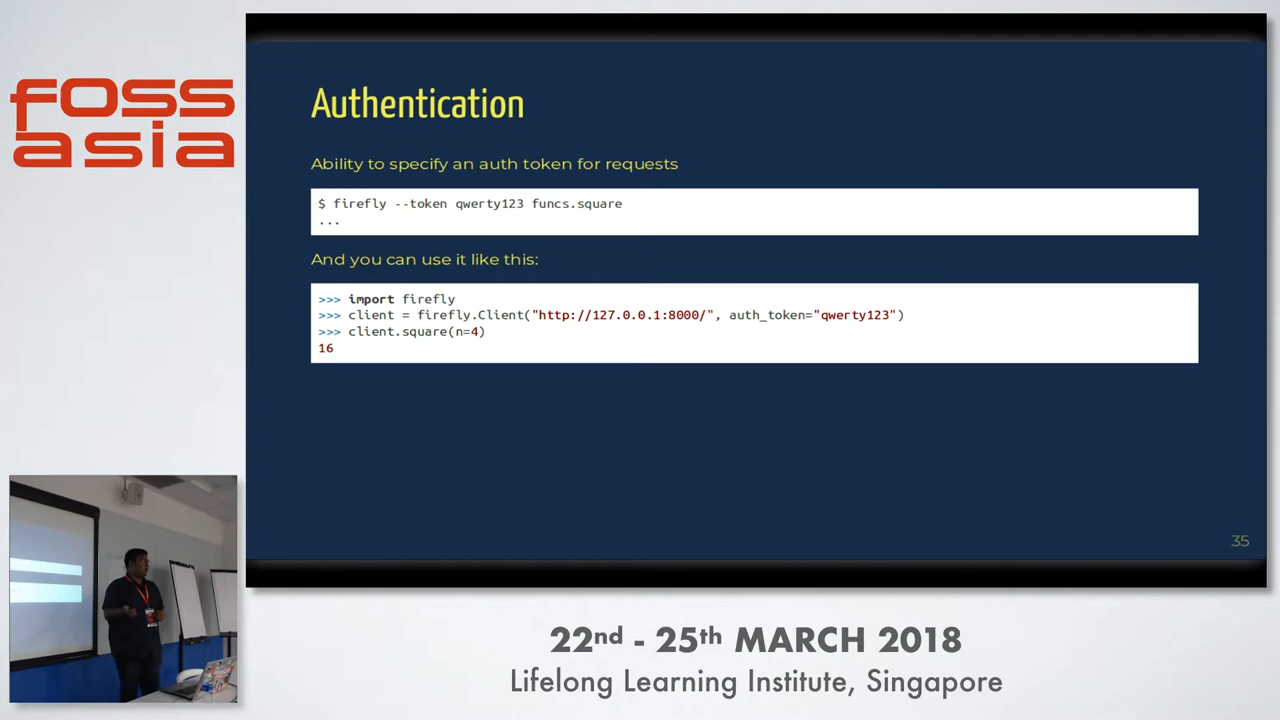 foss
asia
Authentication
Ability to specify an auth token for requests
$ firefly --token qwerty123 funcs.square
...
And you can use it like this:
>>> import firefly
>>> client = firefly.Client("http://127.0.0.1:8000/", auth_token="qwerty123")
>>> client.square(n=4)
16
35
22nd - 25th MARCH 2018
Lifelong Learning Institute, Singapore